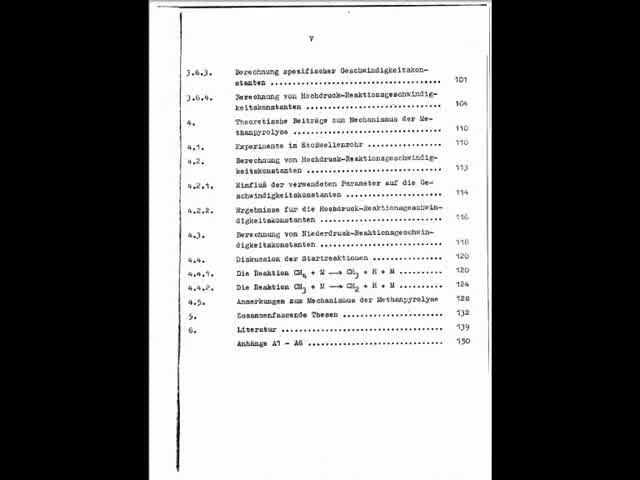 V
3.6.3. Berechnung spezifischer Geschwindigkeitskon-
stanten ........................................ 101
3.6.4. Berechnung von Hochdruck-Reaktionsgeschwindig-
keitskonstanten ................................ 104
4. Theoretische Beiträge zum Mechanismus der Me-
thanpyrolyse ................................... 110
4.1. Experimente im Stoßwellenrohr .................. 110
4.2. Berechnung von Hochdruck-Reaktionsgeschwindig-
keitskonstanten ................................ 113
4.2.1. Einfluß der verwendeten Parameter auf die Ge-
schwindigkeitskonstanten ....................... 114
4.2.2. Ergebnisse für die Hochdruck-Reaktionsgeschwin-
digkeitskonstanten ............................. 116
4.3. Berechnung von Niederdruck-Reaktionsgeschwin-
digkeitskonstanten ............................. 118
4.4. Diskussion der Startreaktionen ................. 120
4.4.1. Die Reaktion CH₄ + M ⟶ CH₃ + H + M ......... 120
4.4.2. Die Reaktion CH₃ + M ⟶ CH₂ + H + M ......... 124
4.5. Anmerkungen zum Mechanismus der Methanpyrolyse 128
5. Zusammenfassende Thesen ........................ 132
6. Literatur ...................................... 139
Anhänge A1 - A6 ................................ 150